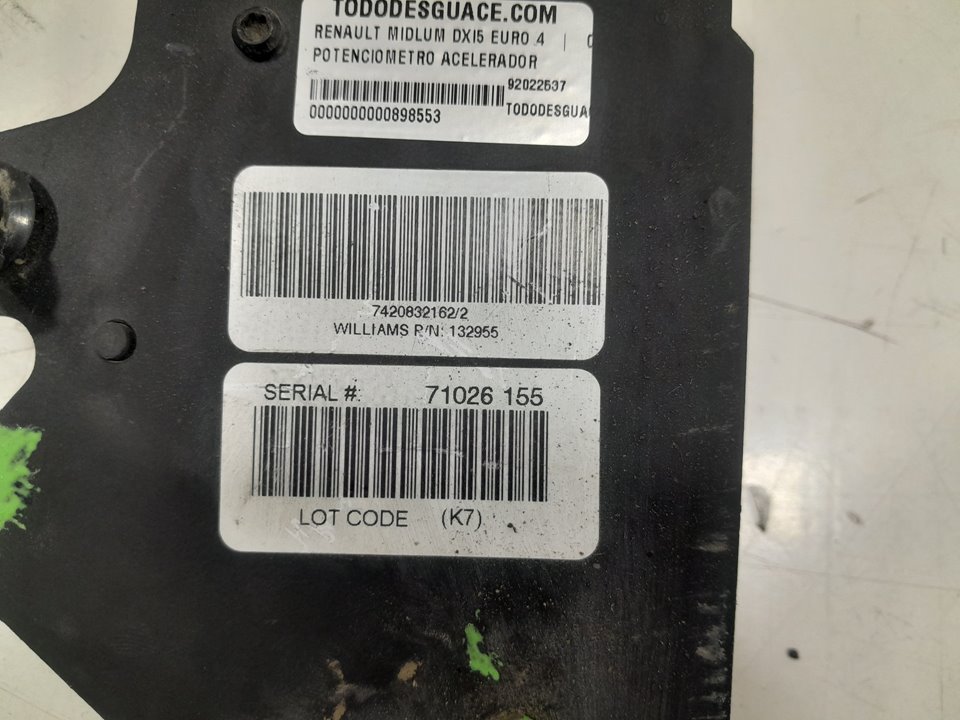 TODODESGUACE.COM
RENAULT MIDLUM DXI5 EURO 4 |
POTENCIOMETRO ACELERADOR
92022537
0000000000898553 TODODESGUA
7420832162/2
WILLIAMS P/N: 132955
SERIAL #: 71026 155
LOT CODE (K7)